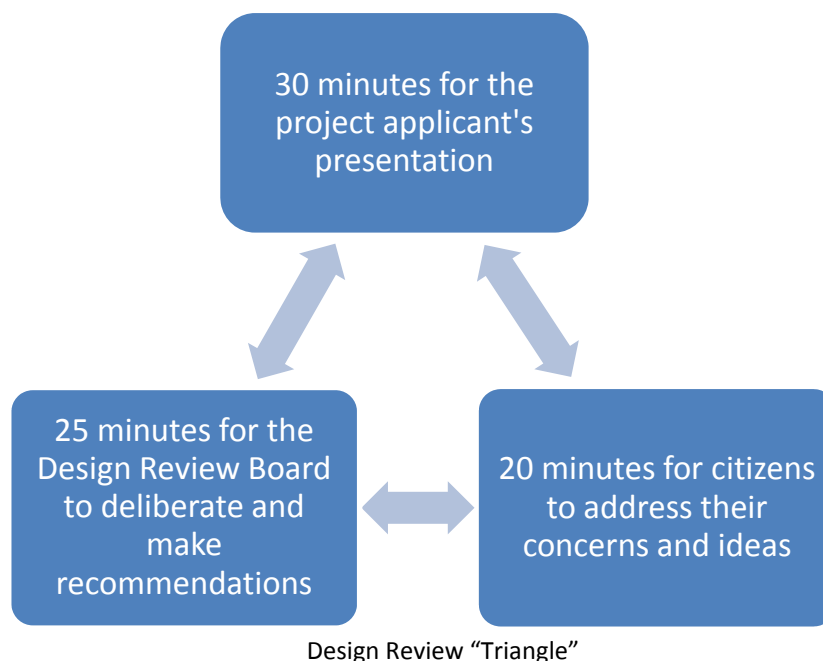 30 minutes for the
project applicant's
presentation
25 minutes for the
Design Review Board
to deliberate and
make
recommendations
20 minutes for citizens
to address their
concerns and ideas
Design Review “Triangle”